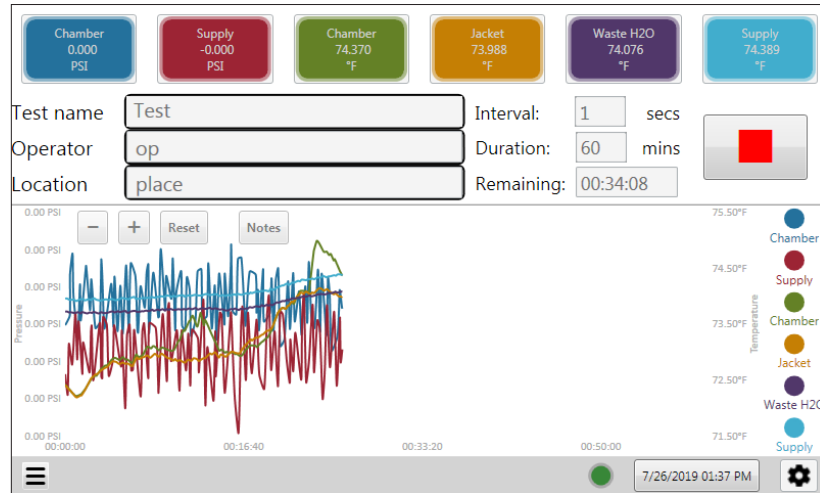 Chamber
0.000
PSI
Supply
-0.000
PSI
Chamber
74.370
°F
Jacket
73.988
°F
Waste H2O
74.076
°F
Supply
74.389
°F
Test name Test Interval: 1 secs
Operator op Duration: 60 mins
Location place Remaining: 00:34:08
− + Reset Notes
0.00 PSI
0.00 PSI
0.00 PSI
0.00 PSI
0.00 PSI
0.00 PSI
0.00 PSI
Pressure
75.50°F
74.50°F
73.50°F
72.50°F
71.50°F
Temperature
Chamber
Supply
Chamber
Jacket
Waste H2O
Supply
00:00:00 00:16:40 00:33:20 00:50:00
7/26/2019 01:37 PM